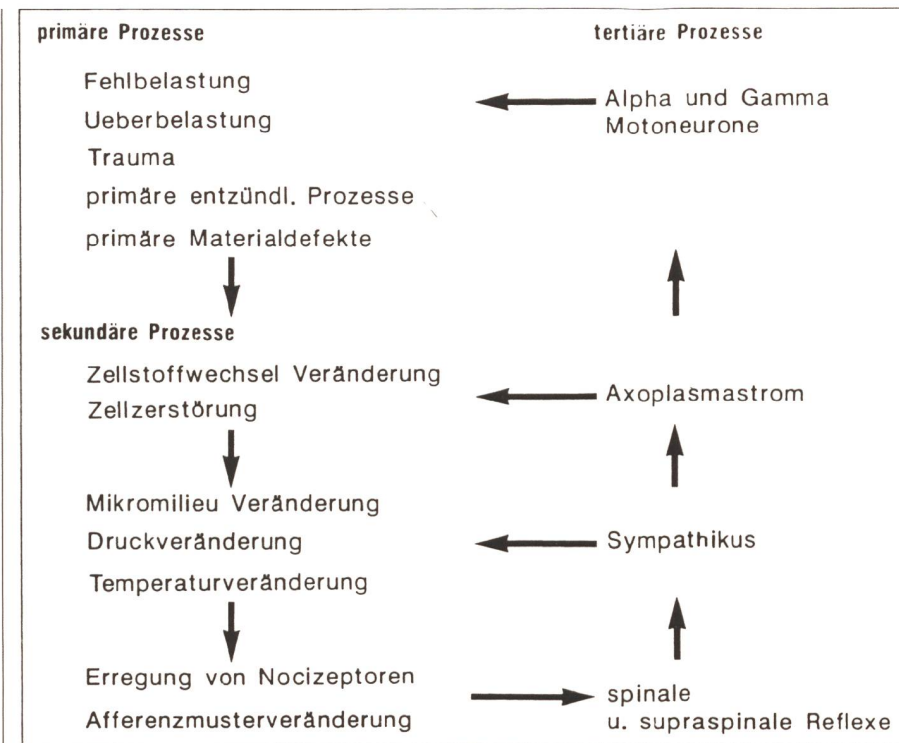 primäre Prozesse
Fehlbelastung
Ueberbelastung
Trauma
primäre entzündl. Prozesse
primäre Materialdefekte
sekundäre Prozesse
Zellstoffwechsel Veränderung
Zellzerstörung
Mikromilieu Veränderung
Druckveränderung
Temperaturveränderung
Erregung von Nocizeptoren
Afferenzmusterveränderung
tertiäre Prozesse
Alpha und Gamma
Motoneurone
Axoplasmastrom
Sympathikus
spinale
u. supraspinale Reflexe